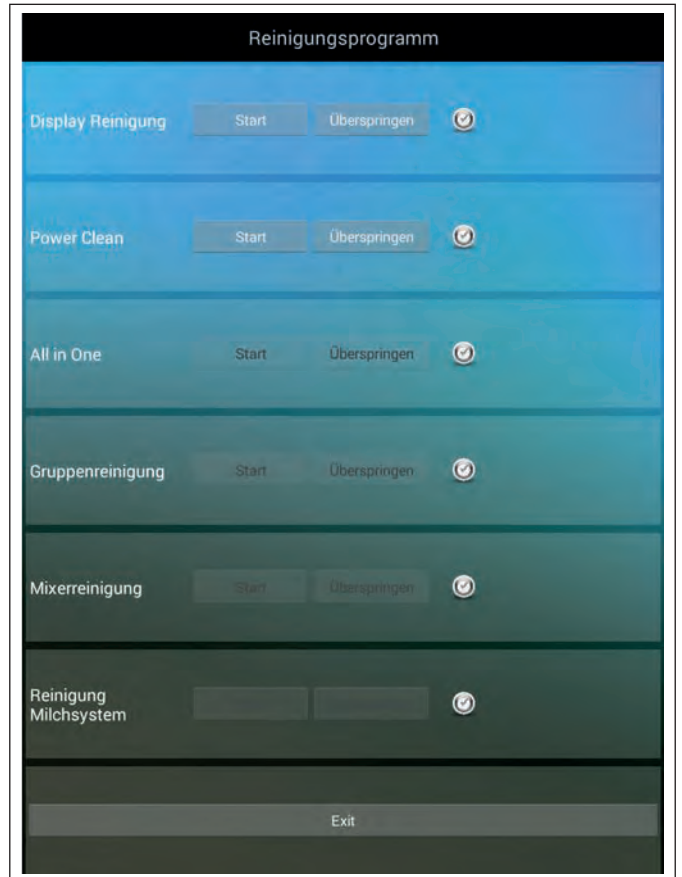 Reinigungsprogramm
Display Reinigung Start Überspringen
Power Clean Start Überspringen
All in One Start Überspringen
Gruppenreinigung Start Überspringen
Mixerreinigung Start Überspringen
Reinigung
Milchsystem
Exit